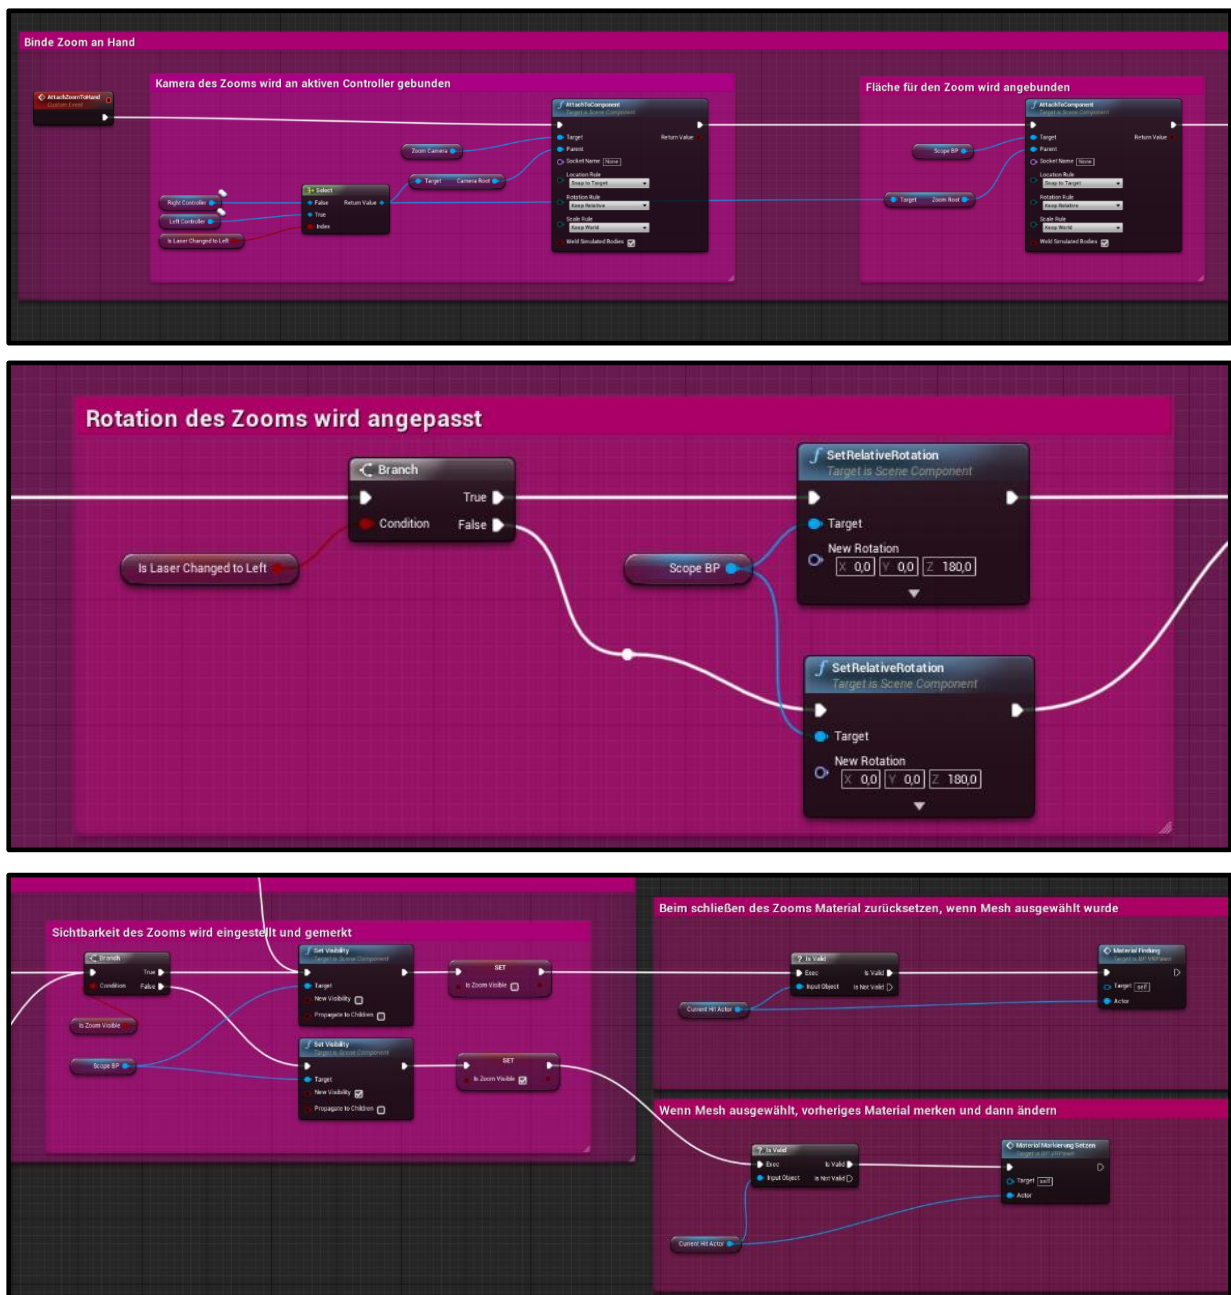 Binde Zoom an Hand
Kamera des Zooms wird an aktiven Controller gebunden
Fläche für den Zoom wird angebunden
AttachZoomToHand
Custom Event
AttachToComponent
Target is Scene Component
Target
Return Value
Parent
Socket Name None
Location Rule
Snap to Target
Rotation Rule
Keep Relative
Scale Rule
Keep World
Weld Simulated Bodies
Zoom Camera
Target Camera Root
Select
False Return Value
True
Index
Right Controller
Left Controller
Is Laser Changed to Left
AttachToComponent
Target is Scene Component
Target
Return Value
Parent
Socket Name None
Location Rule
Snap to Target
Rotation Rule
Keep Relative
Scale Rule
Keep World
Weld Simulated Bodies
Scope BP
Target Zoom Root
Rotation des Zooms wird angepasst
Branch
True
Condition False
Is Laser Changed to Left
Scope BP
SetRelativeRotation
Target is Scene Component
Target
New Rotation
X 0,0 Y 0,0 Z 180,0
SetRelativeRotation
Target is Scene Component
Target
New Rotation
X 0,0 Y 0,0 Z 180,0
Sichtbarkeit des Zooms wird eingestellt und gemerkt
Branch
True
Condition False
Is Zoom Visible
Scope BP
Set Visibility
Target is Scene Component
Target
New Visibility
Propagate to Children
SET
Is Zoom Visible
Set Visibility
Target is Scene Component
Target
New Visibility
Propagate to Children
SET
Is Zoom Visible
Beim schließen des Zooms Material zurücksetzen, wenn Mesh ausgewählt wurde
? Is Valid
Exec Is Valid
Input Object Is Not Valid
Current Hit Actor
Material Findung
Target is BP VRPawn
Target self
Actor
Wenn Mesh ausgewählt, vorheriges Material merken und dann ändern
? Is Valid
Exec Is Valid
Input Object Is Not Valid
Current Hit Actor
Material Markierung Setzen
Target is BP VRPawn
Target self
Actor